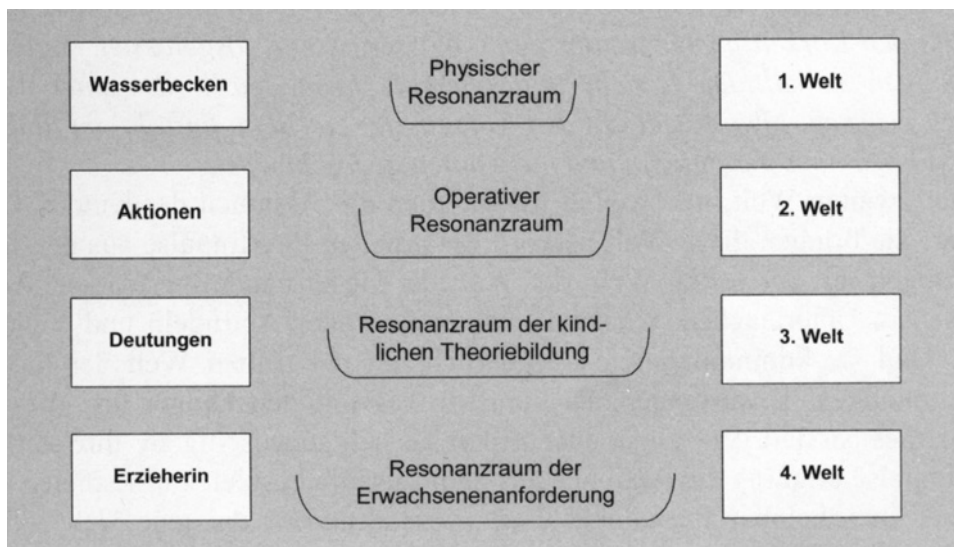 Wasserbecken
Physischer
Resonanzraum
1. Welt
Aktionen
Operativer
Resonanzraum
2. Welt
Deutungen
Resonanzraum der kind-
lichen Theoriebildung
3. Welt
Erzieherin
Resonanzraum der
Erwachsenenanforderung
4. Welt